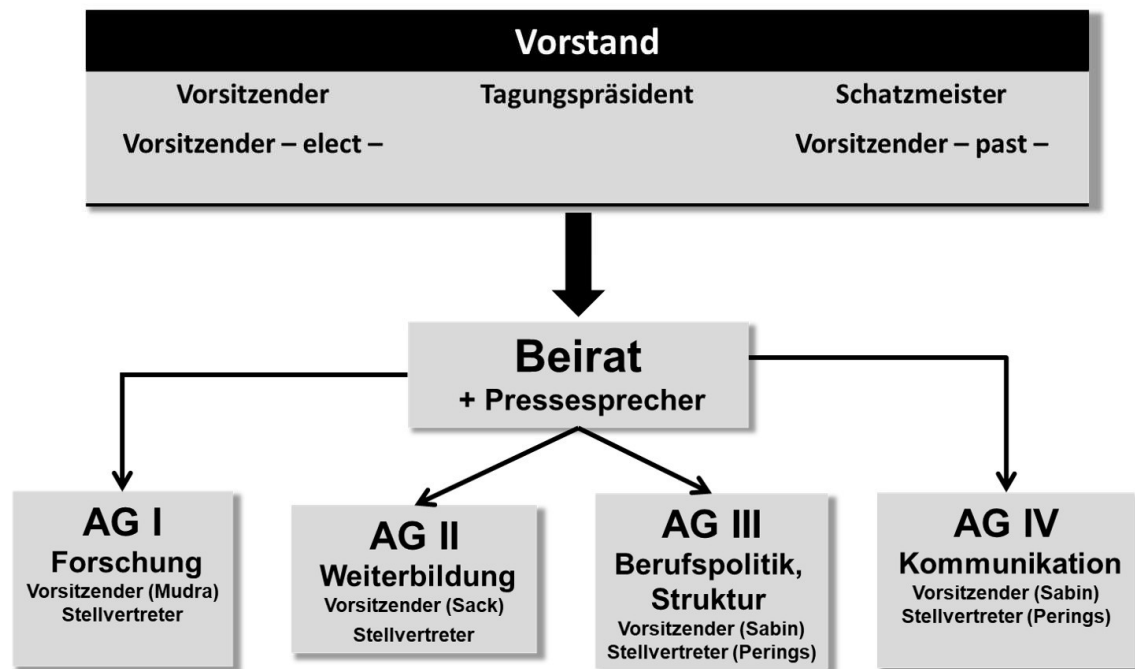 Vorstand
Vorsitzender Tagungspräsident Schatzmeister
Vorsitzender – elect – Vorsitzender – past –
Beirat
+ Pressesprecher
AG I
Forschung
Vorsitzender (Mudra)
Stellvertreter
AG II
Weiterbildung
Vorsitzender (Sack)
Stellvertreter
AG III
Berufspolitik,
Struktur
Vorsitzender (Sabin)
Stellvertreter (Perings)
AG IV
Kommunikation
Vorsitzender (Sabin)
Stellvertreter (Perings)